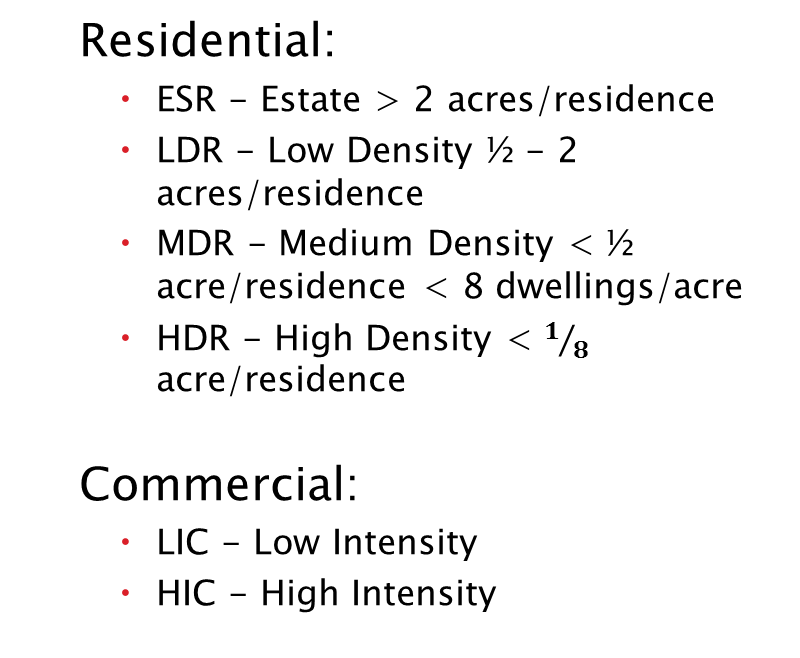 Residential:
• ESR – Estate > 2 acres/residence
• LDR – Low Density ½ – 2
acres/residence
• MDR – Medium Density < ½
acre/residence < 8 dwellings/acre
• HDR – High Density < 1/8
acre/residence
Commercial:
• LIC – Low Intensity
• HIC – High Intensity